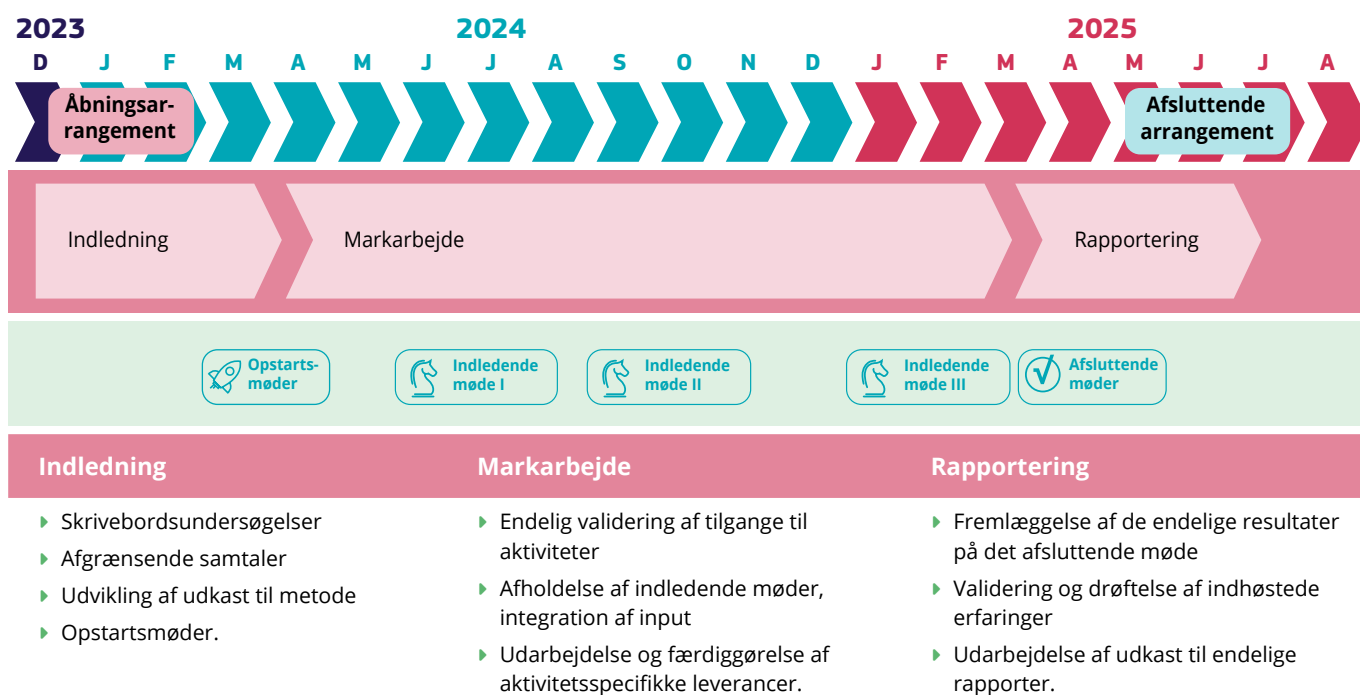 2023 2024 2025
D J F M A M J J A S O N D J F M A M J J A
Åbningsar-
rangement
Afsluttende
arrangement
Indledning Markarbejde Rapportering
Opstarts-
møder
Indledende
møde I
Indledende
møde II
Indledende
møde III
Afsluttende
møder
Indledning
Skrivebordsundersøgelser
Afgrænsende samtaler
Udvikling af udkast til metode
Opstartsmøder.
Markarbejde
Endelig validering af tilgange til
aktiviteter
Afholdelse af indledende møder,
integration af input
Udarbejdelse og færdiggørelse af
aktivitetsspecifikke leverancer.
Rapportering
Fremlæggelse af de endelige resultater
på det afsluttende møde
Validering og drøftelse af indhøstede
erfaringer
Udarbejdelse af udkast til endelige
rapporter.